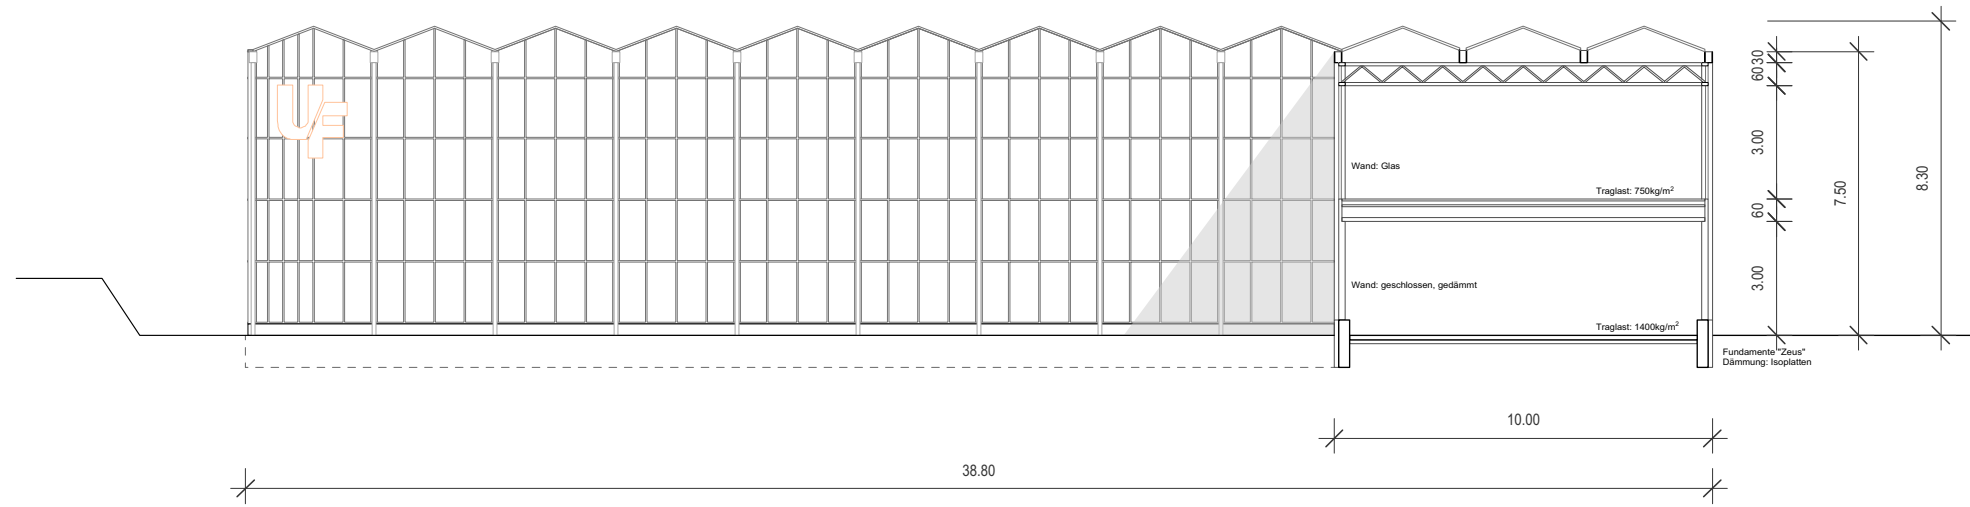 UF
Wand: Glas
Traglast: 750kg/m²
Wand: geschlossen, gedämmt
Traglast: 1400kg/m²
Fundamente "Zeus"
Dämmung: Isoplatten
30
60
3.00
60
3.00
7.50
8.30
10.00
38.80